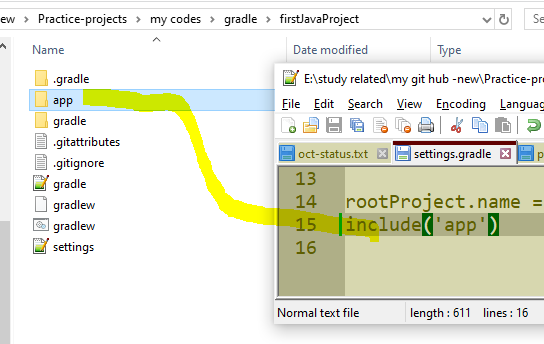 ew › Practice-projects › my codes › gradle › firstJavaProject
Name
Date modified
.gradle
app
gradle
.gitattributes
.gitignore
gradle
gradlew
gradlew
settings
E:\study related\my git hub -new\Practice-pro
File Edit Search View Encoding Languag
oct-status.txt settings.gradle p
13
14 rootProject.name =
15 include('app')
16
Normal text file length : 611 lines : 16